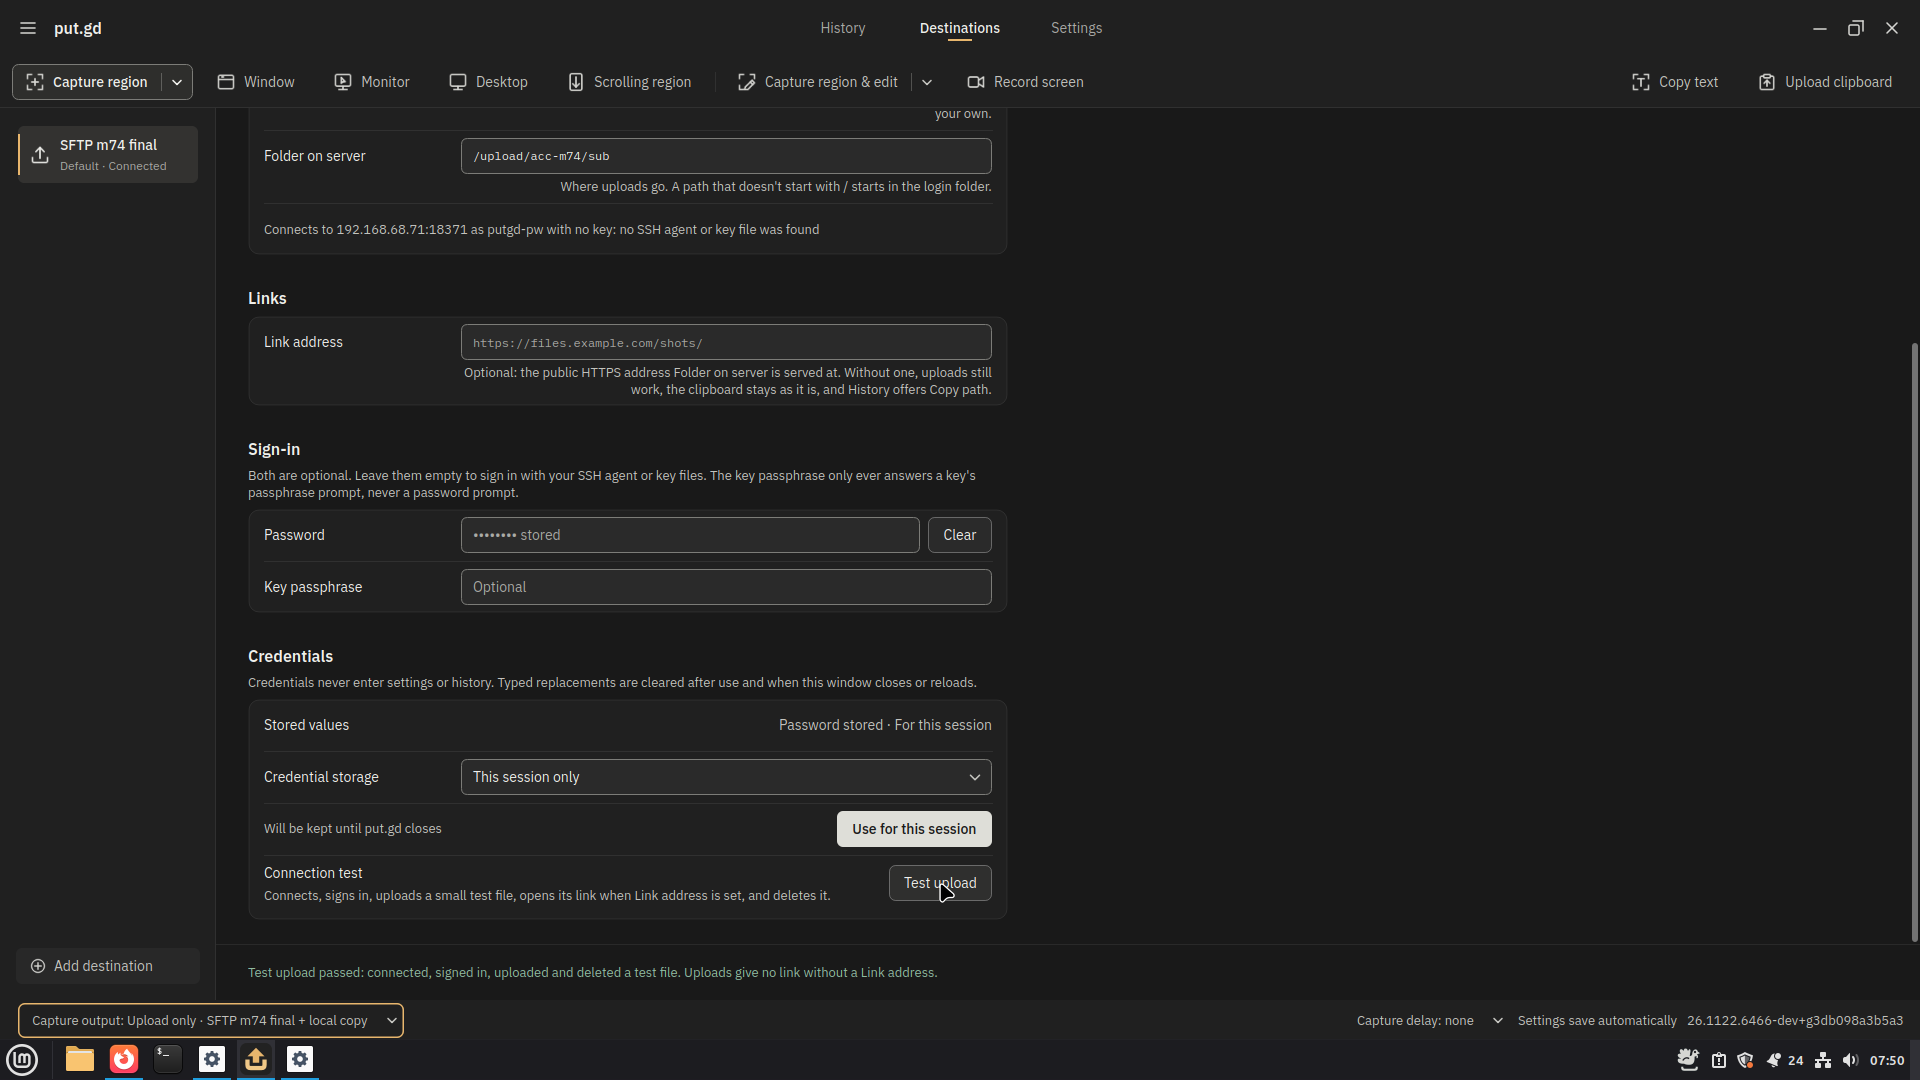 put.gd
History
Destinations
Settings
Capture region
Window
Monitor
Desktop
Scrolling region
Capture region & edit
Record screen
Copy text
Upload clipboard
SFTP m74 final
Default · Connected
your own.
Folder on server
/upload/acc-m74/sub
Where uploads go. A path that doesn't start with / starts in the login folder.
Connects to 192.168.68.71:18371 as putgd-pw with no key: no SSH agent or key file was found
Links
Link address
https://files.example.com/shots/
Optional: the public HTTPS address Folder on server is served at. Without one, uploads still
work, the clipboard stays as it is, and History offers Copy path.
Sign-in
Both are optional. Leave them empty to sign in with your SSH agent or key files. The key passphrase only ever answers a key's
passphrase prompt, never a password prompt.
Password
•••••••• stored
Clear
Key passphrase
Optional
Credentials
Credentials never enter settings or history. Typed replacements are cleared after use and when this window closes or reloads.
Stored values
Password stored · For this session
Credential storage
This session only
Will be kept until put.gd closes
Use for this session
Connection test
Connects, signs in, uploads a small test file, opens its link when Link address is set, and deletes it.
Test upload
Add destination
Test upload passed: connected, signed in, uploaded and deleted a test file. Uploads give no link without a Link address.
Capture output: Upload only · SFTP m74 final + local copy
Capture delay: none
Settings save automatically
26.1122.6466-dev+g3db098a3b5a3
24
07:50